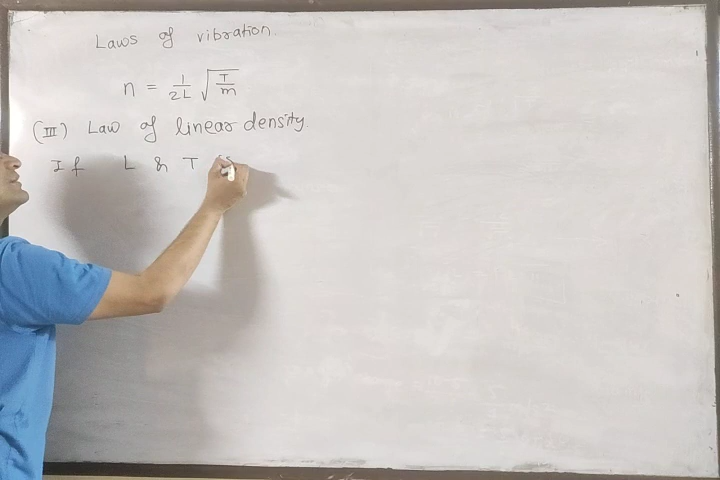 Laws of vibration.
n = 1/2L √T/m
(III) Law of linear density.
If L & T